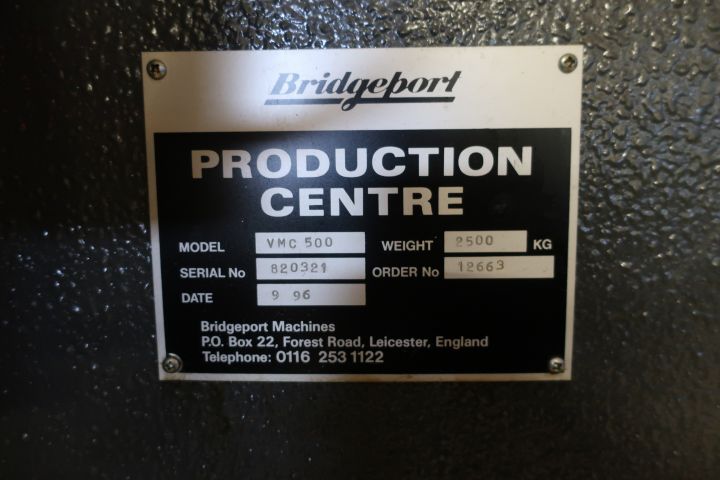 Bridgeport
PRODUCTION
CENTRE
MODEL VMC 500 WEIGHT 2500 KG
SERIAL No 820321 ORDER No 12663
DATE 9 96
Bridgeport Machines
P.O. Box 22, Forest Road, Leicester, England
Telephone: 0116 253 1122